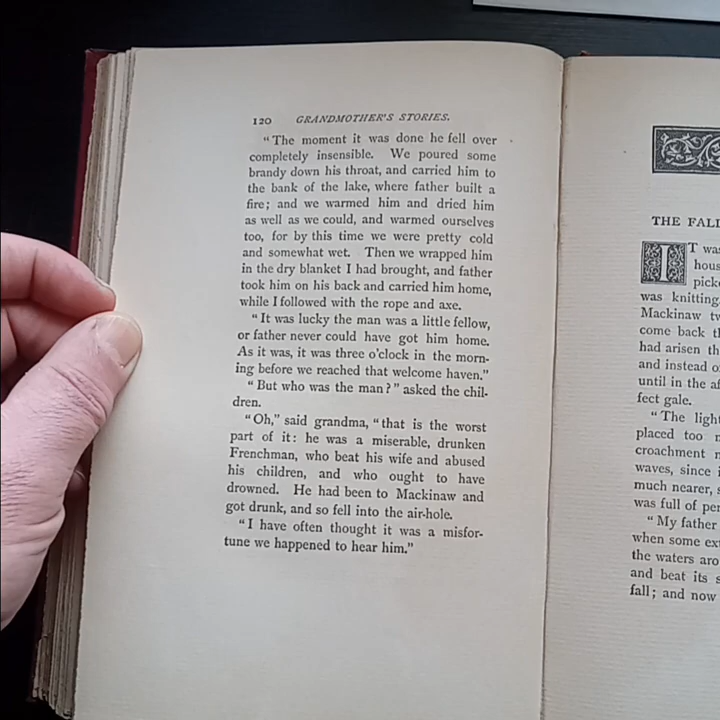 120 GRANDMOTHER'S STORIES.
"The moment it was done he fell over
completely insensible. We poured some
brandy down his throat, and carried him to
the bank of the lake, where father built a
fire; and we warmed him and dried him
as well as we could, and warmed ourselves
too, for by this time we were pretty cold
and somewhat wet. Then we wrapped him
in the dry blanket I had brought, and father
took him on his back and carried him home,
while I followed with the rope and axe.
"It was lucky the man was a little fellow,
or father never could have got him home.
As it was, it was three o'clock in the morn-
ing before we reached that welcome haven."
"But who was the man?" asked the chil-
dren.
"Oh," said grandma, "that is the worst
part of it: he was a miserable, drunken
Frenchman, who beat his wife and abused
his children, and who ought to have
drowned. He had been to Mackinaw and
got drunk, and so fell into the air-hole.
"I have often thought it was a misfor-
tune we happened to hear him."
THE
IT was
was knitting
Mackinaw
come back
had arisen
and instead
until in the
fect gale.
"The
placed too
croachment
waves, since
much nearer,
was full of
"My father
when some
the waters
and beat its
fall; and now